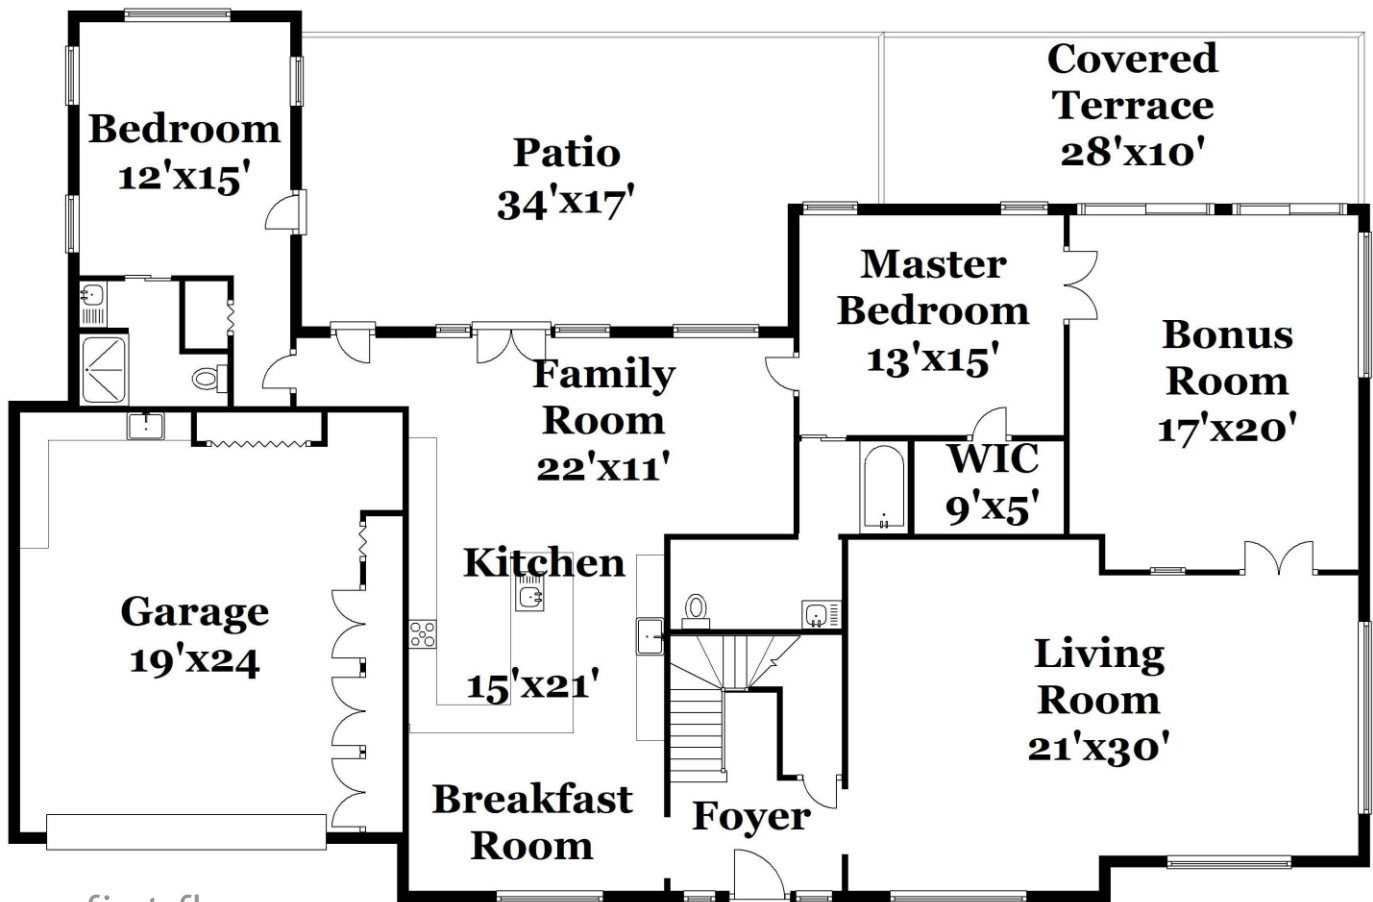 Bedroom
12'x15'
Patio
34'x17'
Covered
Terrace
28'x10'
Master
Bedroom
13'x15'
Bonus
Room
17'x20'
Family
Room
22'x11'
WIC
9'x5'
Kitchen
15'x21'
Garage
19'x24
Living
Room
21'x30'
Breakfast
Room
Foyer